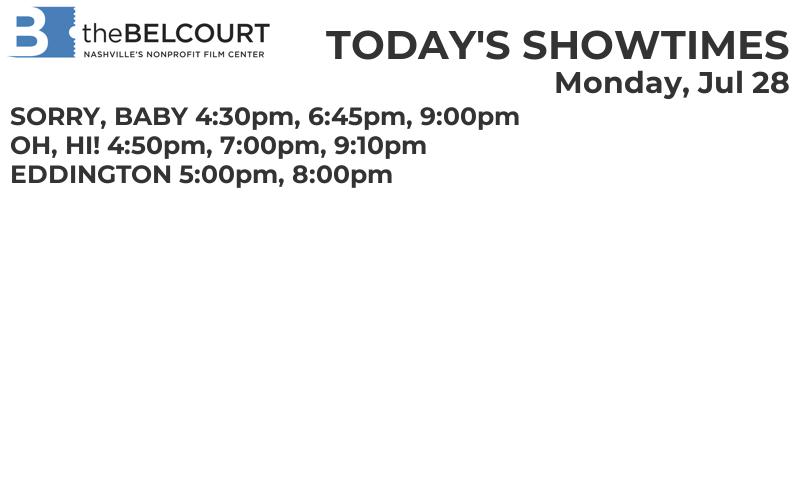 B theBELCOURT
NASHVILLE'S NONPROFIT FILM CENTER
TODAY'S SHOWTIMES
Monday, Jul 28
SORRY, BABY 4:30pm, 6:45pm, 9:00pm
OH, HI! 4:50pm, 7:00pm, 9:10pm
EDDINGTON 5:00pm, 8:00pm